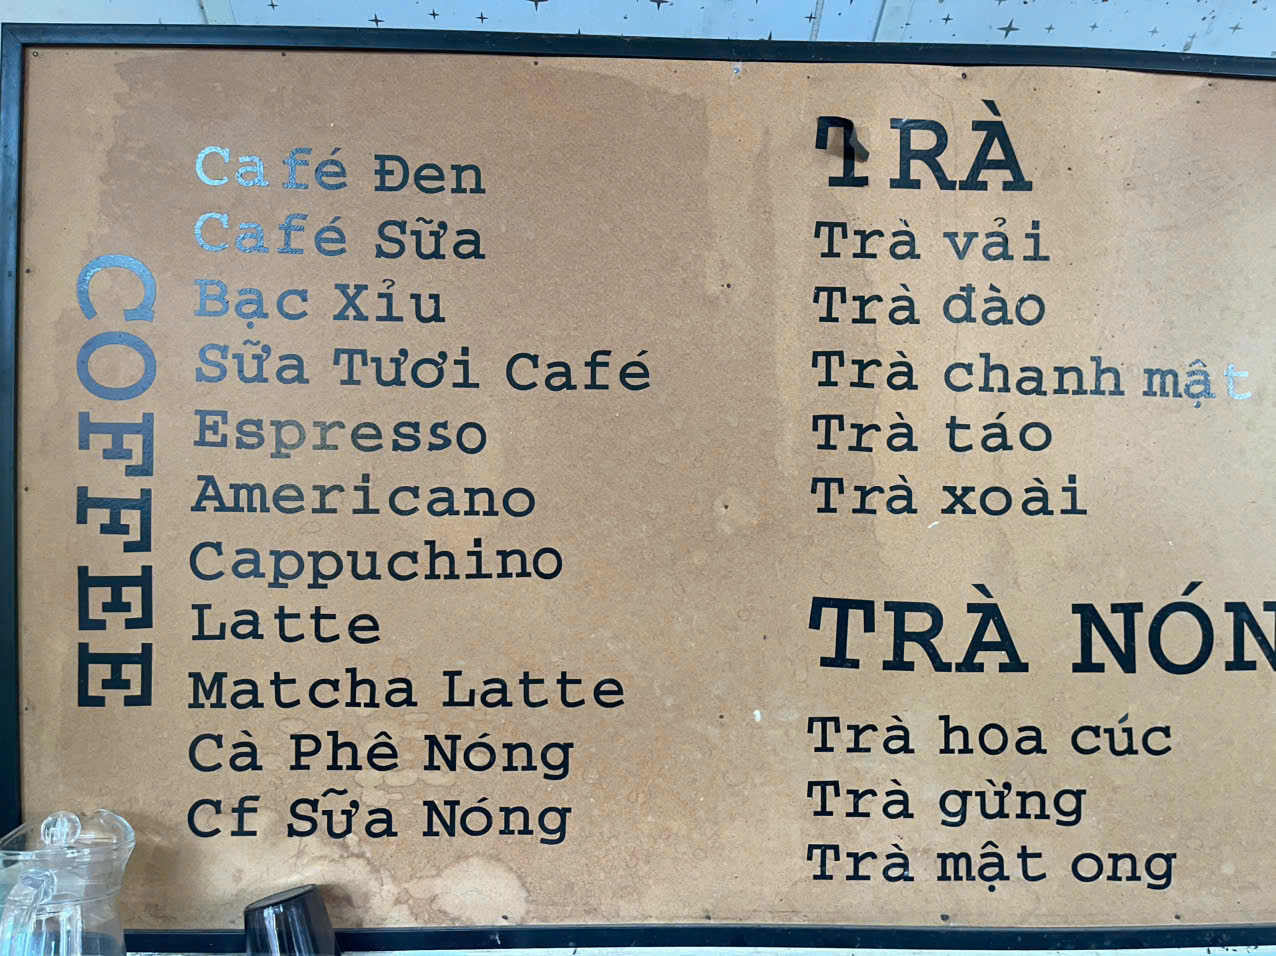 COFFEE
Café Đen
Café Sữa
Bạc Xỉu
Sữa Tươi Café
Espresso
Americano
Cappuchino
Latte
Matcha Latte
Cà Phê Nóng
Cf Sữa Nóng
TRÀ
Trà vải
Trà đào
Trà chanh mật
Trà táo
Trà xoài
TRÀ NÓN
Trà hoa cúc
Trà gừng
Trà mật ong